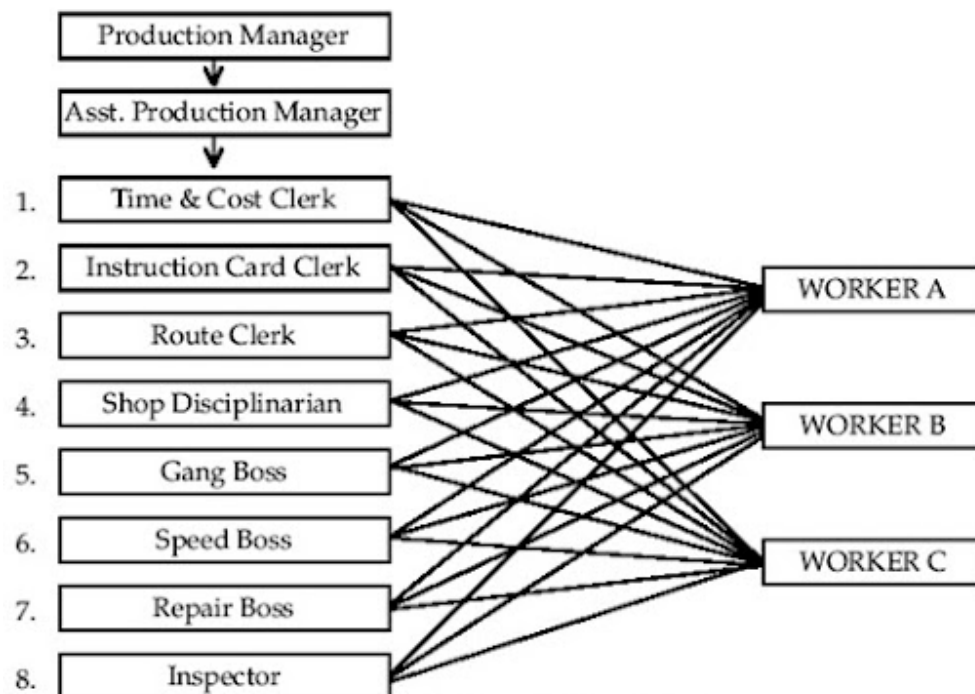 Production Manager
Asst. Production Manager
1. Time & Cost Clerk
2. Instruction Card Clerk
WORKER A
3. Route Clerk
4. Shop Disciplinarian
WORKER B
5. Gang Boss
6. Speed Boss
WORKER C
7. Repair Boss
8. Inspector